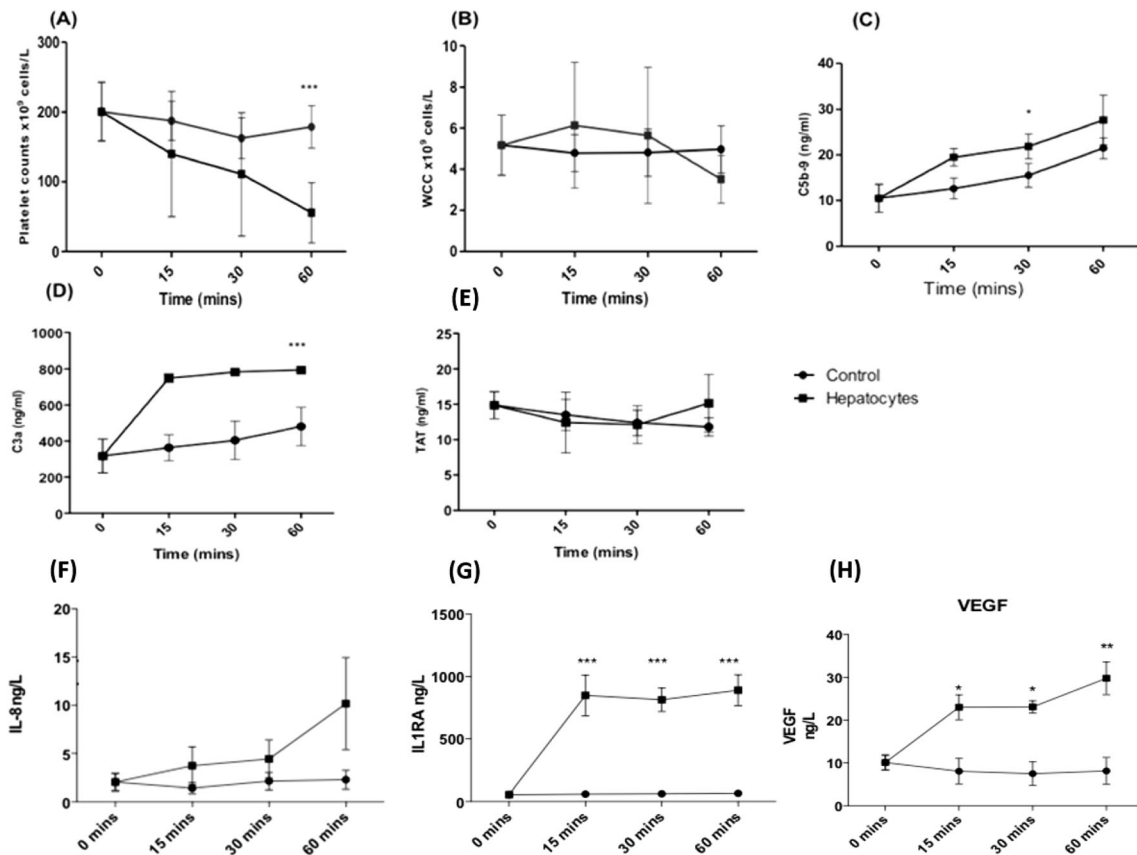 (A)
Platelet counts x10⁹ cells/L
300
200
100
0
***
0
15
30
60
Time (mins)
(B)
WCC x10⁹ cells/L
10
8
6
4
2
0
0
15
30
60
Time (mins)
(C)
C5b-9 (ng/ml)
40
30
20
10
0
*
0
15
30
60
Time (mins)
(D)
C3a (ng/ml)
1000
800
600
400
200
0
***
0
15
30
60
Time (mins)
(E)
TAT (ng/ml)
25
20
15
10
5
0
0
15
30
60
Time (mins)
Control
Hepatocytes
(F)
IL-8ng/L
20
15
10
5
0
0 mins
15 mins
30 mins
60 mins
(G)
IL1RA ng/L
1500
1000
500
0
***
***
***
0 mins
15 mins
30 mins
60 mins
(H)
VEGF
VEGF
ng/L
40
30
20
10
0
*
*
**
0 mins
15 mins
30 mins
60 mins